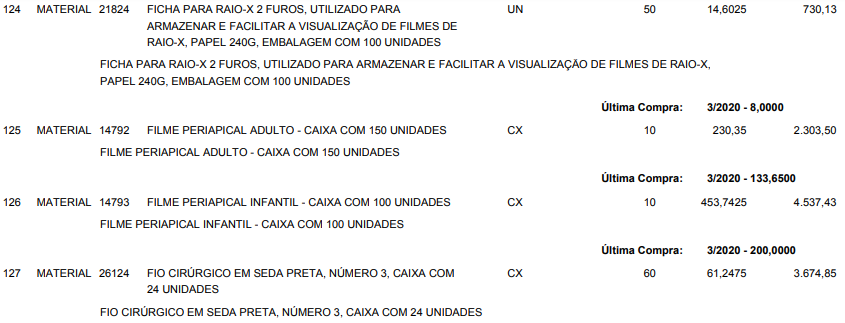 124 MATERIAL 21824 FICHA PARA RAIO-X 2 FUROS, UTILIZADO PARA UN 50 14,6025 730,13
ARMAZENAR E FACILITAR A VISUALIZAÇÃO DE FILMES DE
RAIO-X, PAPEL 240G, EMBALAGEM COM 100 UNIDADES
FICHA PARA RAIO-X 2 FUROS, UTILIZADO PARA ARMAZENAR E FACILITAR A VISUALIZAÇÃO DE FILMES DE RAIO-X,
PAPEL 240G, EMBALAGEM COM 100 UNIDADES
Última Compra: 3/2020 - 8,0000
125 MATERIAL 14792 FILME PERIAPICAL ADULTO - CAIXA COM 150 UNIDADES CX 10 230,35 2.303,50
FILME PERIAPICAL ADULTO - CAIXA COM 150 UNIDADES
Última Compra: 3/2020 - 133,6500
126 MATERIAL 14793 FILME PERIAPICAL INFANTIL - CAIXA COM 100 UNIDADES CX 10 453,7425 4.537,43
FILME PERIAPICAL INFANTIL - CAIXA COM 100 UNIDADES
Última Compra: 3/2020 - 200,0000
127 MATERIAL 26124 FIO CIRÚRGICO EM SEDA PRETA, NÚMERO 3, CAIXA COM CX 60 61,2475 3.674,85
24 UNIDADES
FIO CIRÚRGICO EM SEDA PRETA, NÚMERO 3, CAIXA COM 24 UNIDADES